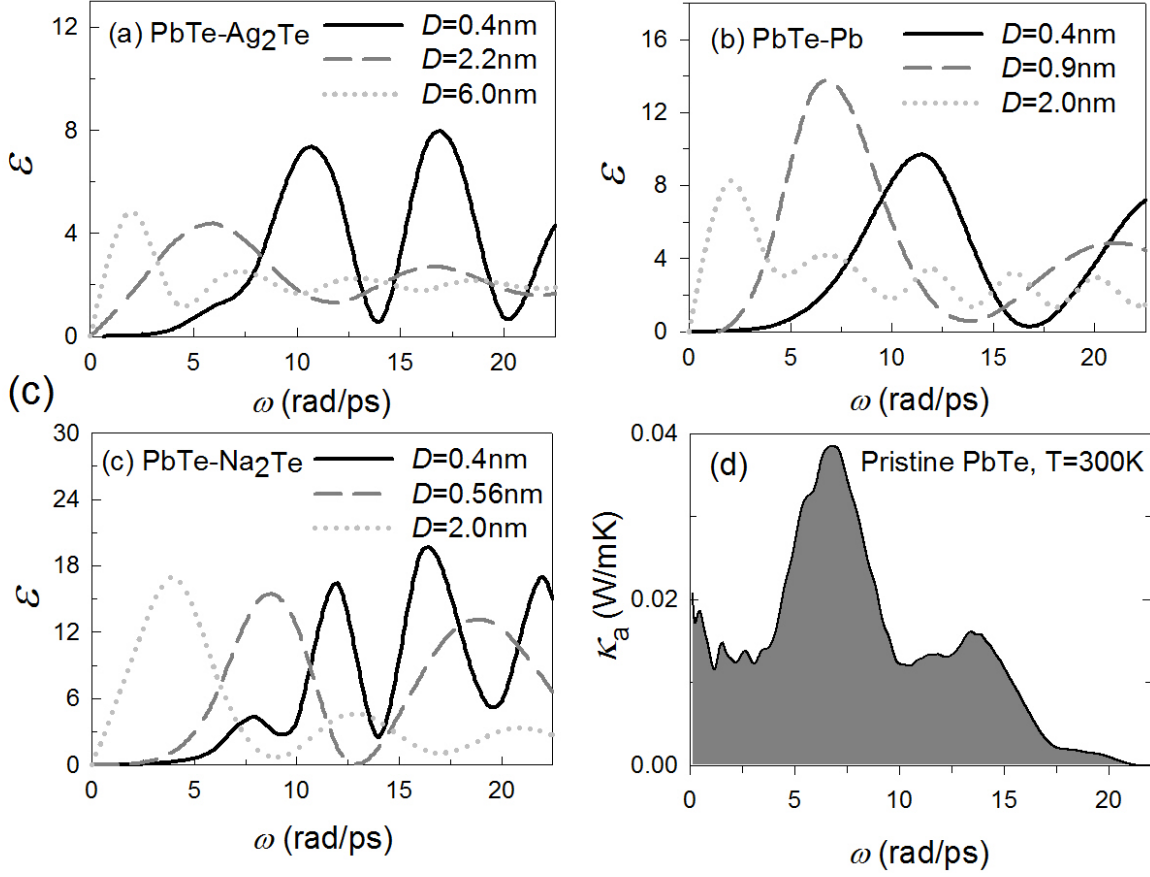 (a) PbTe-Ag2Te
D=0.4nm
D=2.2nm
D=6.0nm
12
8
4
0
ε
0 5 10 15 20
ω (rad/ps)
(b) PbTe-Pb
D=0.4nm
D=0.9nm
D=2.0nm
16
12
8
4
0
ε
0 5 10 15 20
ω (rad/ps)
(c)
(c) PbTe-Na2Te
D=0.4nm
D=0.56nm
D=2.0nm
30
24
18
12
6
0
ε
0 5 10 15 20
ω (rad/ps)
(d)
Pristine PbTe, T=300K
0.04
0.02
0.00
κa (W/mK)
0 5 10 15 20
ω (rad/ps)